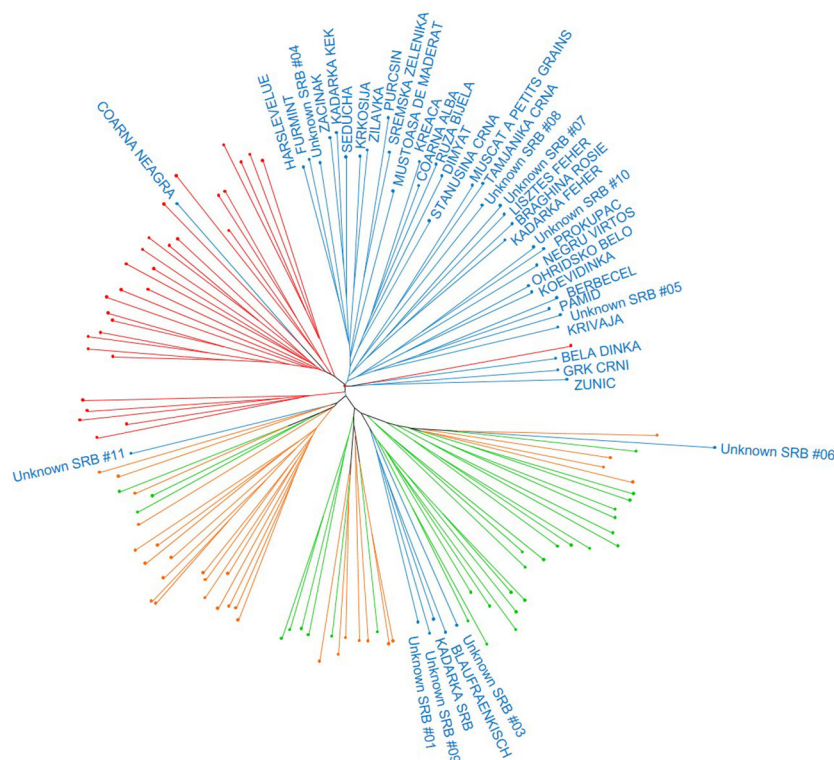 COARNA NEAGRA
HARSLEVELUE
FURMINT
Unknown SRB #04
ZACINAK
KADARKA KEK
SEDUCHA
KRKOSIJA
ZILAVKA
PURCSIN
SREMSKA ZELENIKA
MUSTOASA DE MADERAT
KREACA
COARNA ALBA
RUZA BIJELA
DIMYAT
STANUSINA CRNA
MUSCAT A PETITS GRAINS
TAMJANIKA CRNA
Unknown SRB #08
Unknown SRB #07
LISZTES FEHER
BRAGHINA ROSIE
KADARKA FEHER
Unknown SRB #10
PROKUPAC
NEGRU VIRTOS
OHRIDSKO BELO
KOEVIDINKA
BERBECEL
PAMID
Unknown SRB #05
KRIVAJA
BELA DINKA
GRK CRNI
ZUNIC
Unknown SRB #06
Unknown SRB #03
BLAUFRAENKISCH
KADARKA SRB
Unknown SRB #09
Unknown SRB #01
Unknown SRB #11